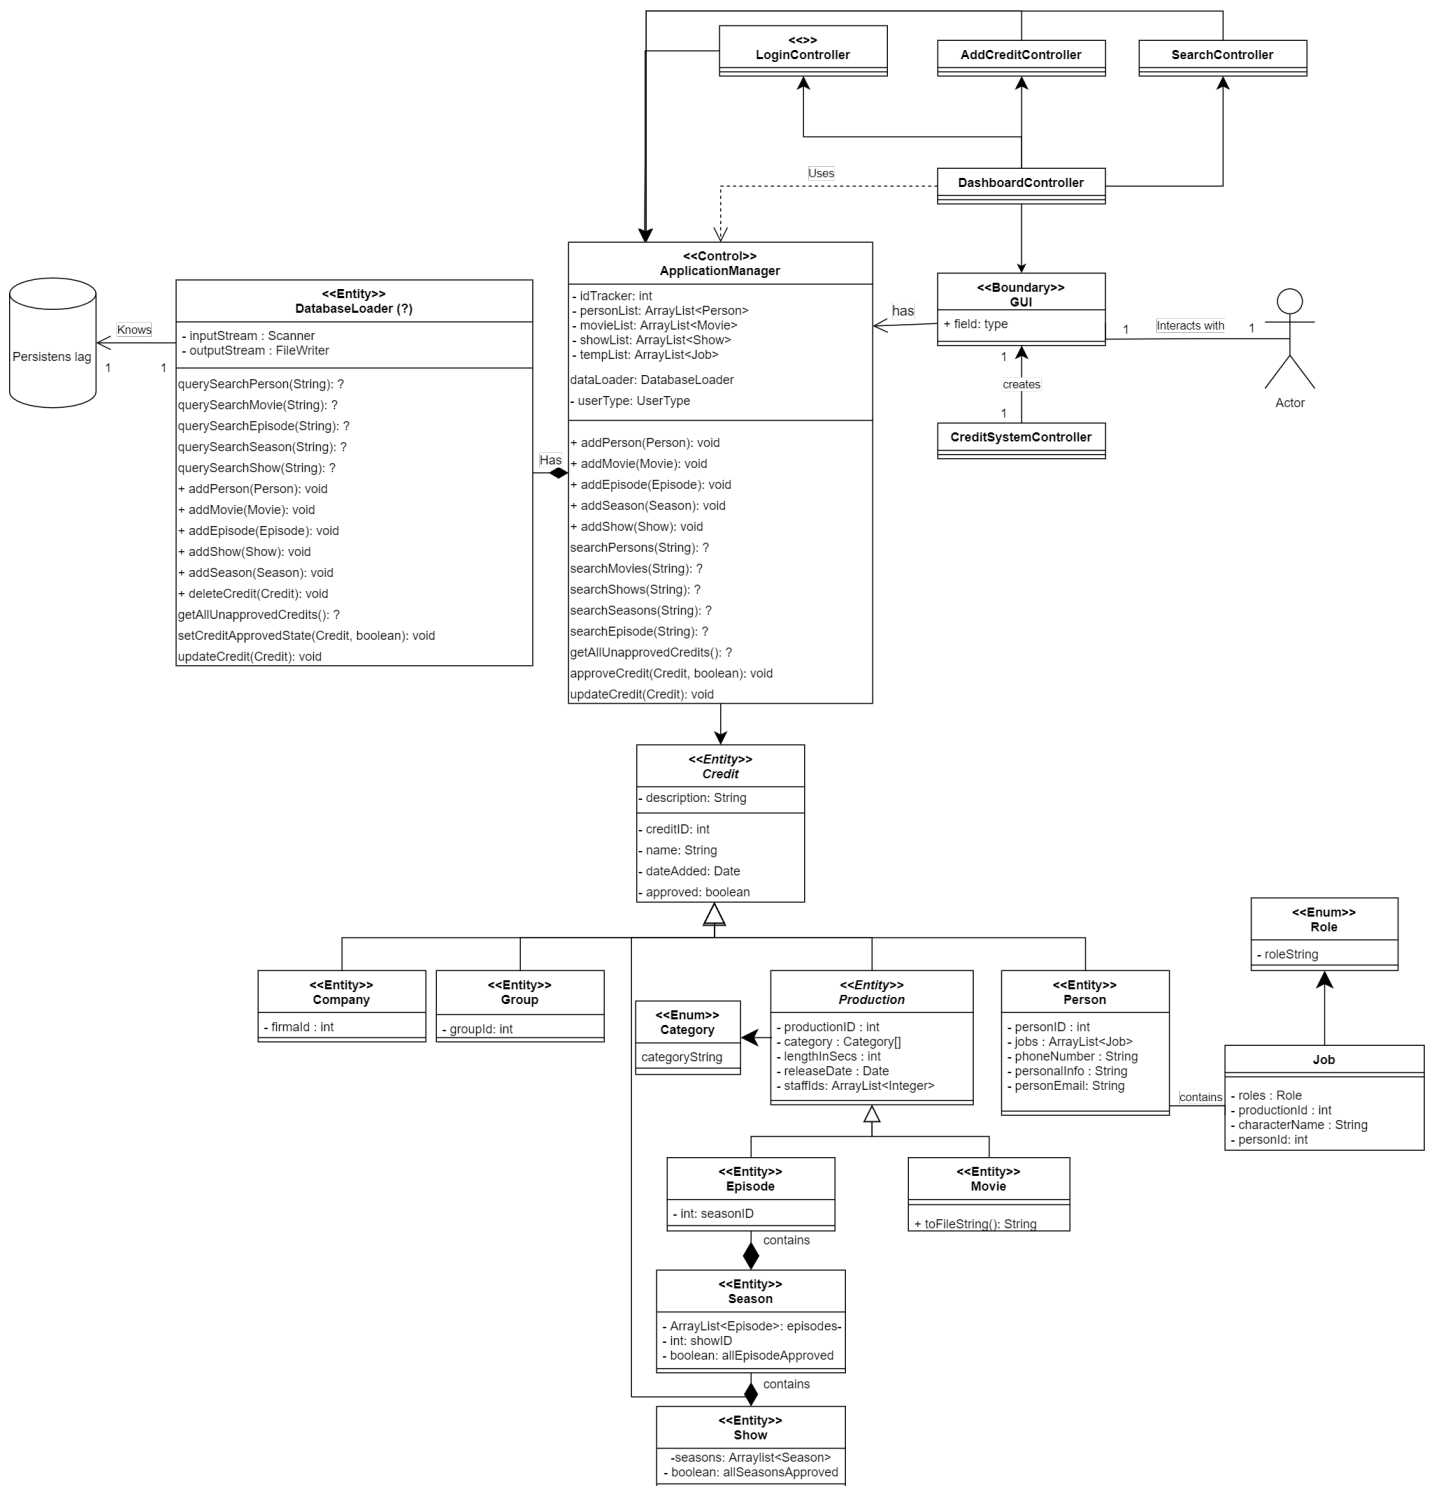 <<>>
LoginController
AddCreditController
SearchController
Uses
DashboardController
<<Control>>
ApplicationManager
- idTracker: int
- personList: ArrayList<Person>
- movieList: ArrayList<Movie>
- showList: ArrayList<Show>
- tempList: ArrayList<Job>
dataLoader: DatabaseLoader
- userType: UserType
+ addPerson(Person): void
+ addMovie(Movie): void
+ addEpisode(Episode): void
+ addSeason(Season): void
+ addShow(Show): void
searchPersons(String): ?
searchMovies(String): ?
searchShows(String): ?
searchSeasons(String): ?
searchEpisode(String): ?
getAllUnapprovedCredits(): ?
approveCredit(Credit, boolean): void
updateCredit(Credit): void
Persistens lag
Knows
1
1
<<Entity>>
DatabaseLoader (?)
- inputStream : Scanner
- outputStream : FileWriter
querySearchPerson(String): ?
querySearchMovie(String): ?
querySearchEpisode(String): ?
querySearchSeason(String): ?
querySearchShow(String): ?
+ addPerson(Person): void
+ addMovie(Movie): void
+ addEpisode(Episode): void
+ addShow(Show): void
+ addSeason(Season): void
+ deleteCredit(Credit): void
getAllUnapprovedCredits(): ?
setCreditApprovedState(Credit, boolean): void
updateCredit(Credit): void
Has
has
<<Boundary>>
GUI
+ field: type
1
Interacts with
1
Actor
1
creates
1
CreditSystemController
<<Entity>>
Credit
- description: String
- creditID: int
- name: String
- dateAdded: Date
- approved: boolean
<<Enum>>
Role
- roleString
<<Entity>>
Company
- firmaId : int
<<Entity>>
Group
- groupId: int
<<Enum>>
Category
categoryString
<<Entity>>
Production
- productionID : int
- category : Category[]
- lengthInSecs : int
- releaseDate : Date
- staffIds: ArrayList<Integer>
<<Entity>>
Person
- personID : int
- jobs : ArrayList<Job>
- phoneNumber : String
- personalInfo : String
- personEmail: String
contains
Job
- roles : Role
- productionId : int
- characterName : String
- personId: int
<<Entity>>
Episode
- int: seasonID
<<Entity>>
Movie
+ toFileString(): String
contains
<<Entity>>
Season
- ArrayList<Episode>: episodes-
- int: showID
- boolean: allEpisodeApproved
contains
<<Entity>>
Show
-seasons: Arraylist<Season>
- boolean: allSeasonsApproved